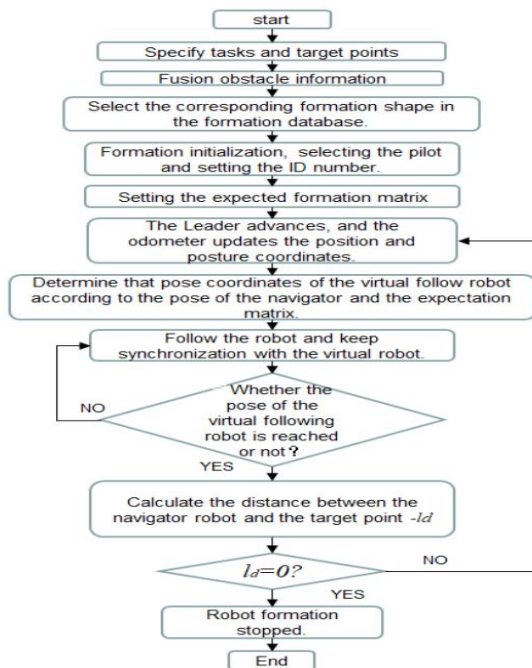 start
Specify tasks and target points
Fusion obstacle information
Select the corresponding formation shape in
the formation database.
Formation initialization, selecting the pilot
and setting the ID number.
Setting the expected formation matrix
The Leader advances, and the
odometer updates the position and
posture coordinates.
Determine that pose coordinates of the virtual follow robot
according to the pose of the navigator and the expectation
matrix.
Follow the robot and keep
synchronization with the virtual robot.
Whether the
pose of the
virtual following
robot is reached
or not?
NO
YES
Calculate the distance between the
navigator robot and the target point -ld
ld=0?
NO
YES
Robot formation
stopped.
End